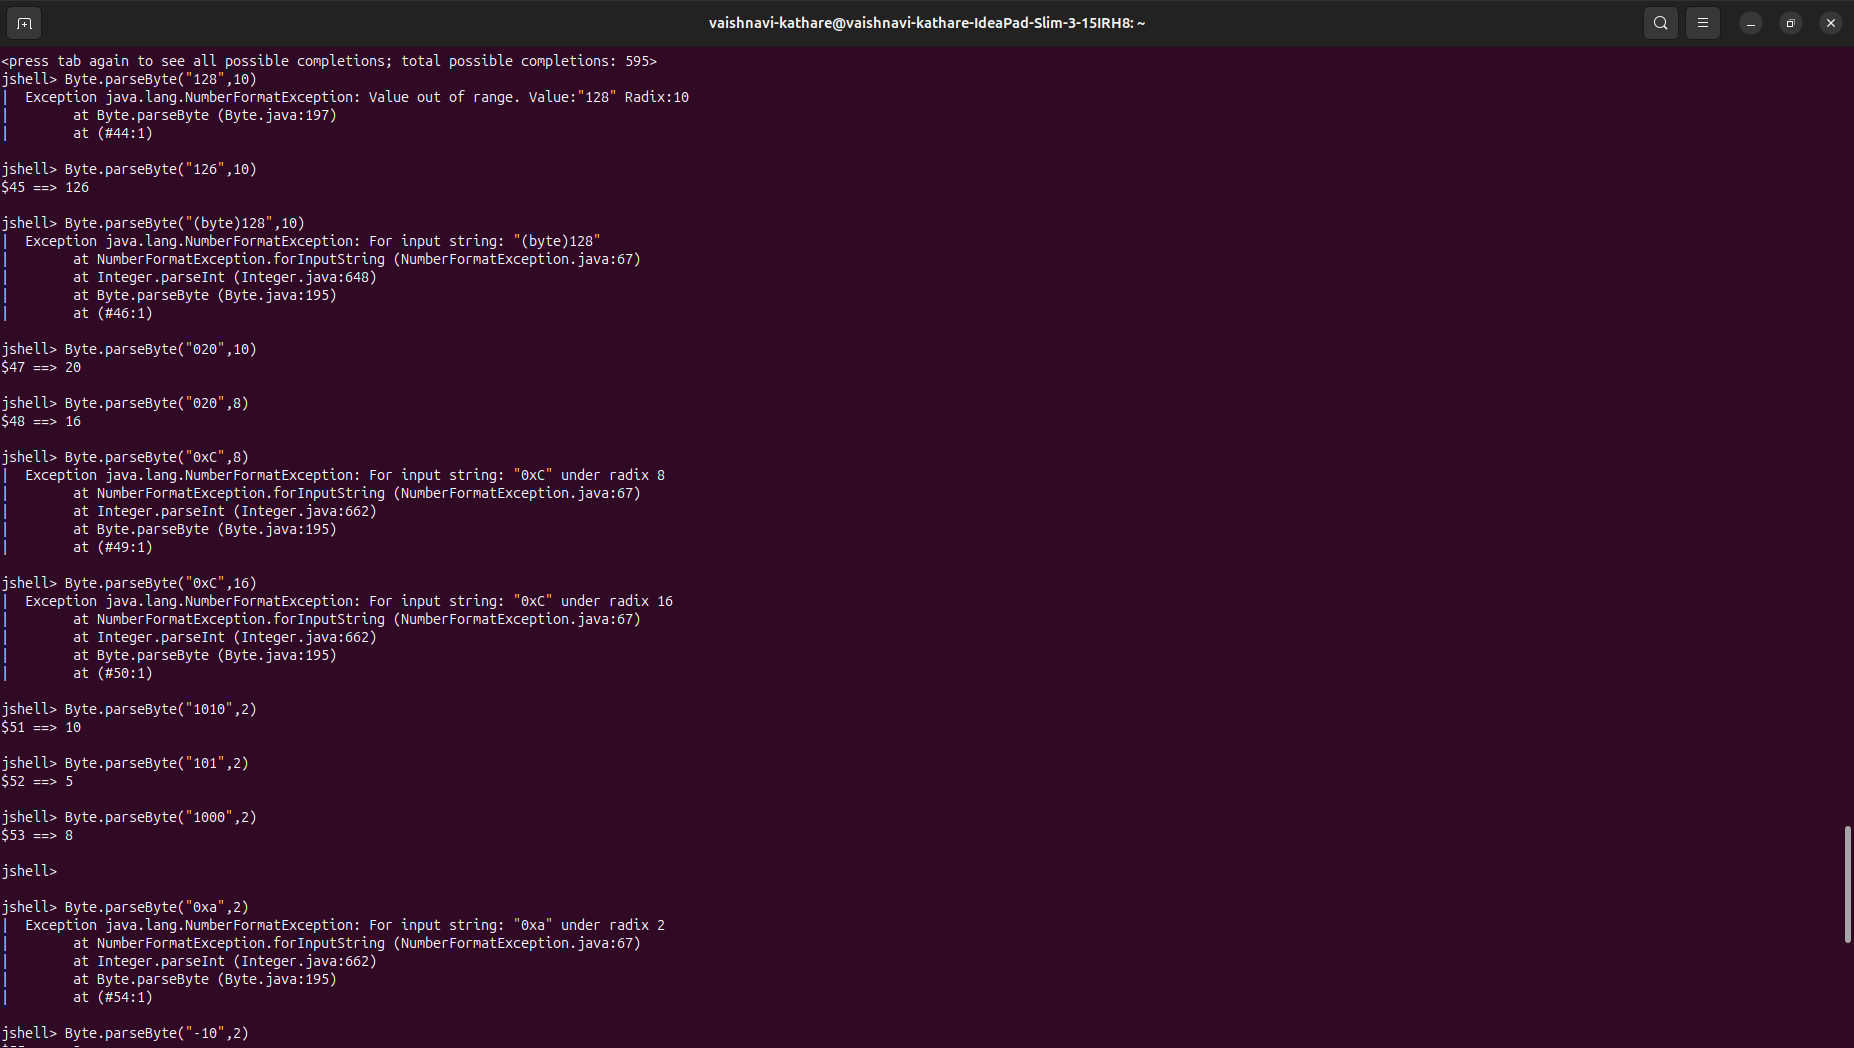 vaishnavi-kathare@vaishnavi-kathare-IdeaPad-Slim-3-15IRH8: ~
<press tab again to see all possible completions; total possible completions: 595>
jshell> Byte.parseByte("128",10)
|  Exception java.lang.NumberFormatException: Value out of range. Value:"128" Radix:10
|        at Byte.parseByte (Byte.java:197)
|        at (#44:1)
jshell> Byte.parseByte("126",10)
$45 ==> 126
jshell> Byte.parseByte("(byte)128",10)
|  Exception java.lang.NumberFormatException: For input string: "(byte)128"
|        at NumberFormatException.forInputString (NumberFormatException.java:67)
|        at Integer.parseInt (Integer.java:648)
|        at Byte.parseByte (Byte.java:195)
|        at (#46:1)
jshell> Byte.parseByte("020",10)
$47 ==> 20
jshell> Byte.parseByte("020",8)
$48 ==> 16
jshell> Byte.parseByte("0xC",8)
|  Exception java.lang.NumberFormatException: For input string: "0xC" under radix 8
|        at NumberFormatException.forInputString (NumberFormatException.java:67)
|        at Integer.parseInt (Integer.java:662)
|        at Byte.parseByte (Byte.java:195)
|        at (#49:1)
jshell> Byte.parseByte("0xC",16)
|  Exception java.lang.NumberFormatException: For input string: "0xC" under radix 16
|        at NumberFormatException.forInputString (NumberFormatException.java:67)
|        at Integer.parseInt (Integer.java:662)
|        at Byte.parseByte (Byte.java:195)
|        at (#50:1)
jshell> Byte.parseByte("1010",2)
$51 ==> 10
jshell> Byte.parseByte("101",2)
$52 ==> 5
jshell> Byte.parseByte("1000",2)
$53 ==> 8
jshell>
jshell> Byte.parseByte("0xa",2)
|  Exception java.lang.NumberFormatException: For input string: "0xa" under radix 2
|        at NumberFormatException.forInputString (NumberFormatException.java:67)
|        at Integer.parseInt (Integer.java:662)
|        at Byte.parseByte (Byte.java:195)
|        at (#54:1)
jshell> Byte.parseByte("-10",2)